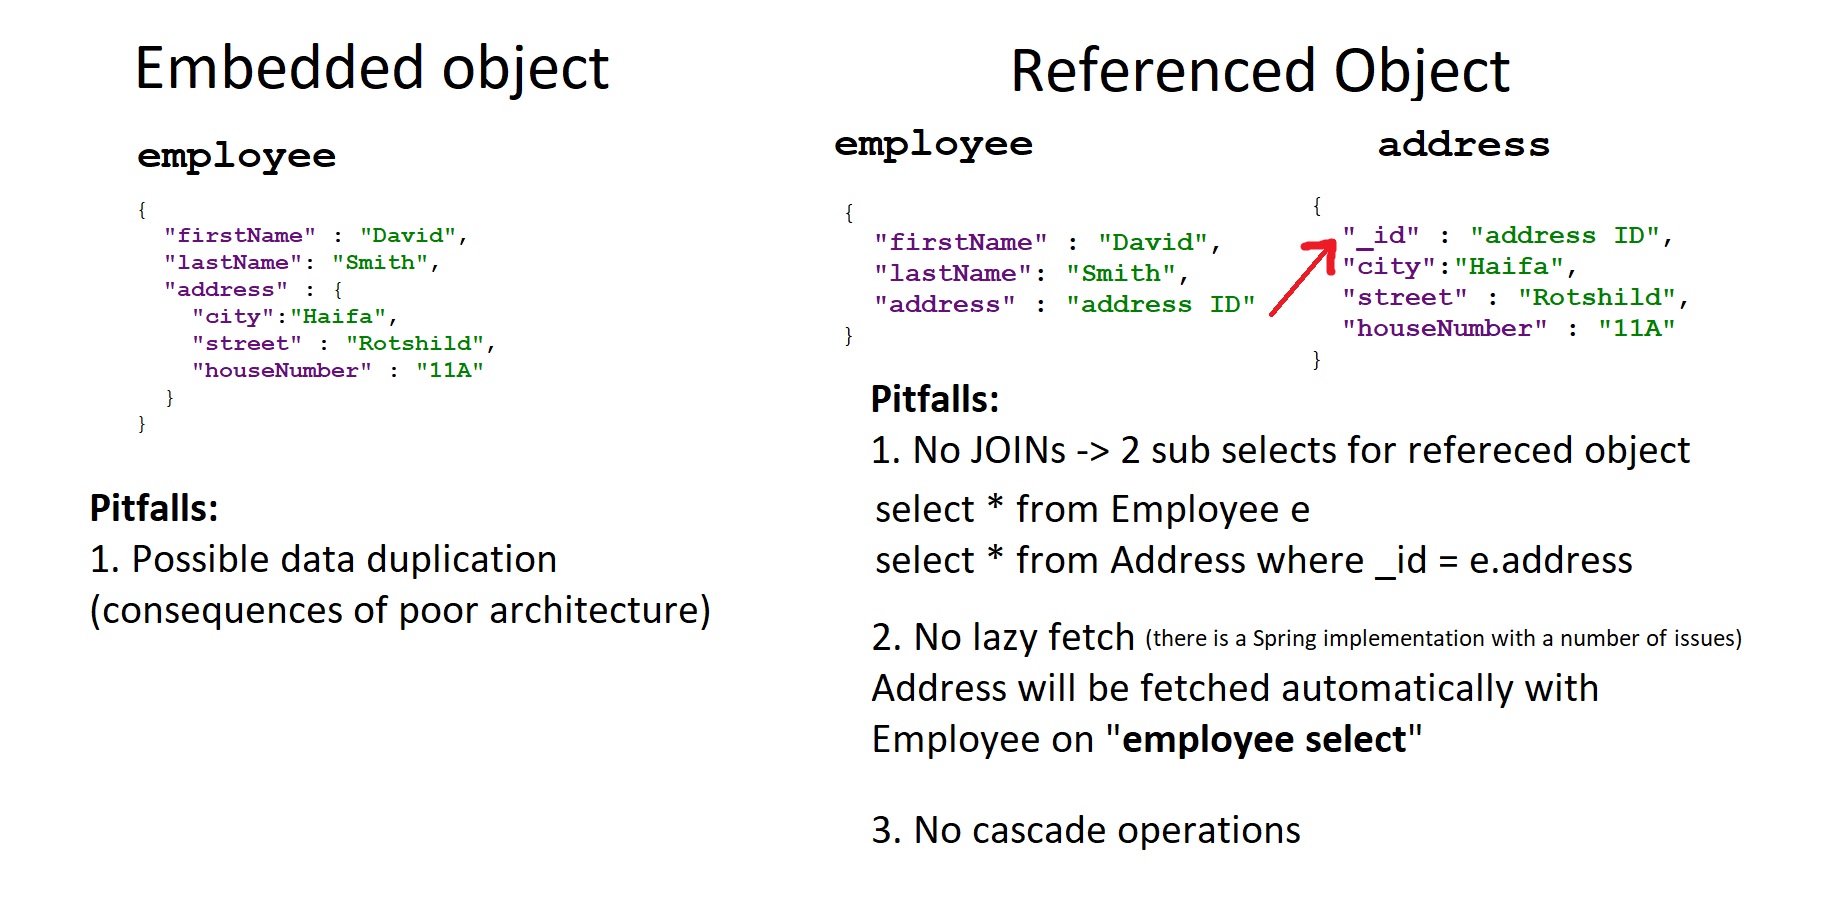 Embedded object
employee
{
"firstName" : "David",
"lastName": "Smith",
"address" : {
"city":"Haifa",
"street" : "Rotshild",
"houseNumber" : "11A"
}
}
Pitfalls:
1. Possible data duplication
(consequences of poor architecture)
Referenced Object
employee
{
"firstName" : "David",
"lastName": "Smith",
"address" : "address ID"
}
address
{
"_id" : "address ID",
"city":"Haifa",
"street" : "Rotshild",
"houseNumber" : "11A"
}
Pitfalls:
1. No JOINs -> 2 sub selects for refereced object
select * from Employee e
select * from Address where _id = e.address
2. No lazy fetch (there is a Spring implementation with a number of issues)
Address will be fetched automatically with
Employee on "employee select"
3. No cascade operations